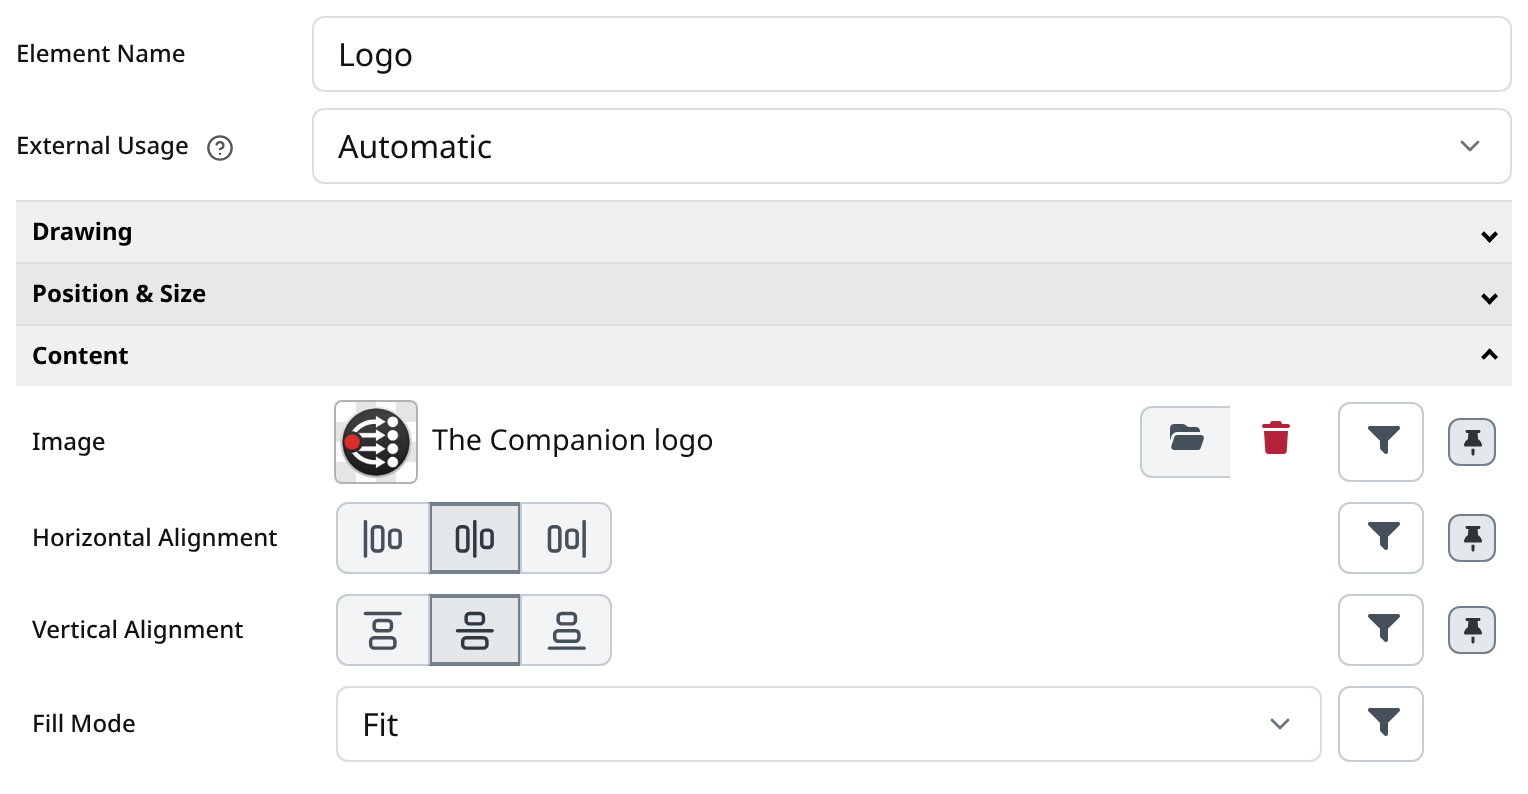 Element Name
Logo
External Usage
Automatic
Drawing
Position & Size
Content
Image
The Companion logo
Horizontal Alignment
Vertical Alignment
Fill Mode
Fit